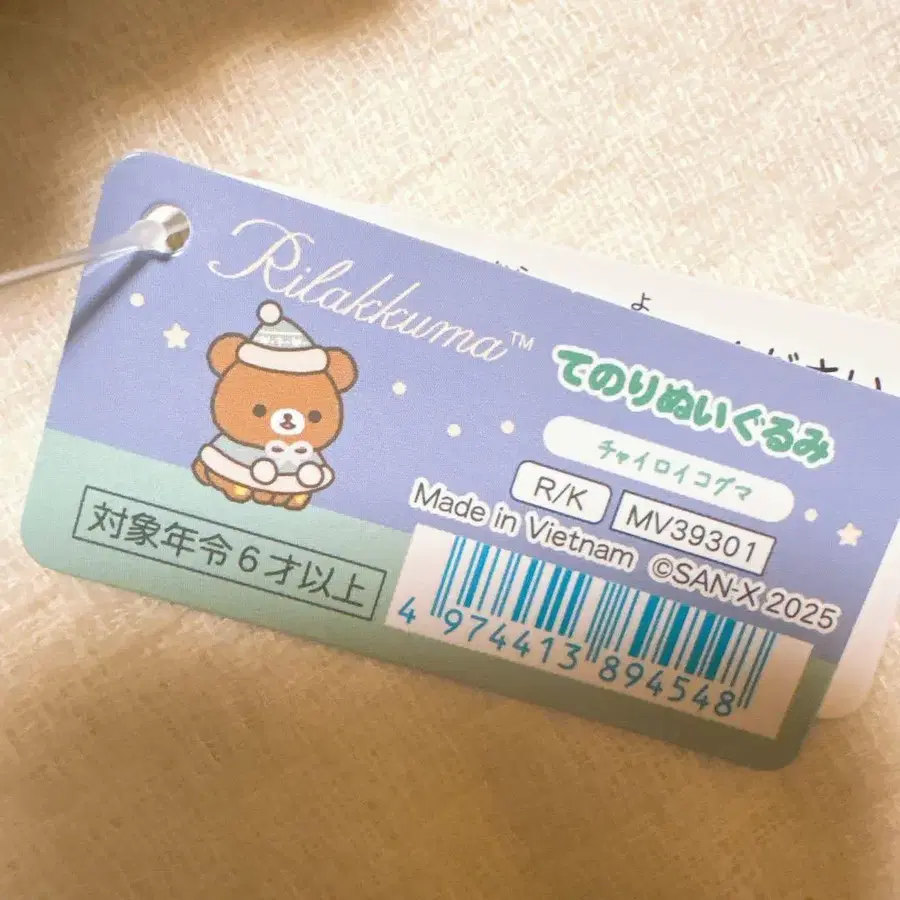 Rilakkuma™
てのりぬいぐるみ
チャイロイコグマ
R/K MV39301
Made in Vietnam ©SAN-X 2025
対象年令6才以上
4 974413 894548
よ